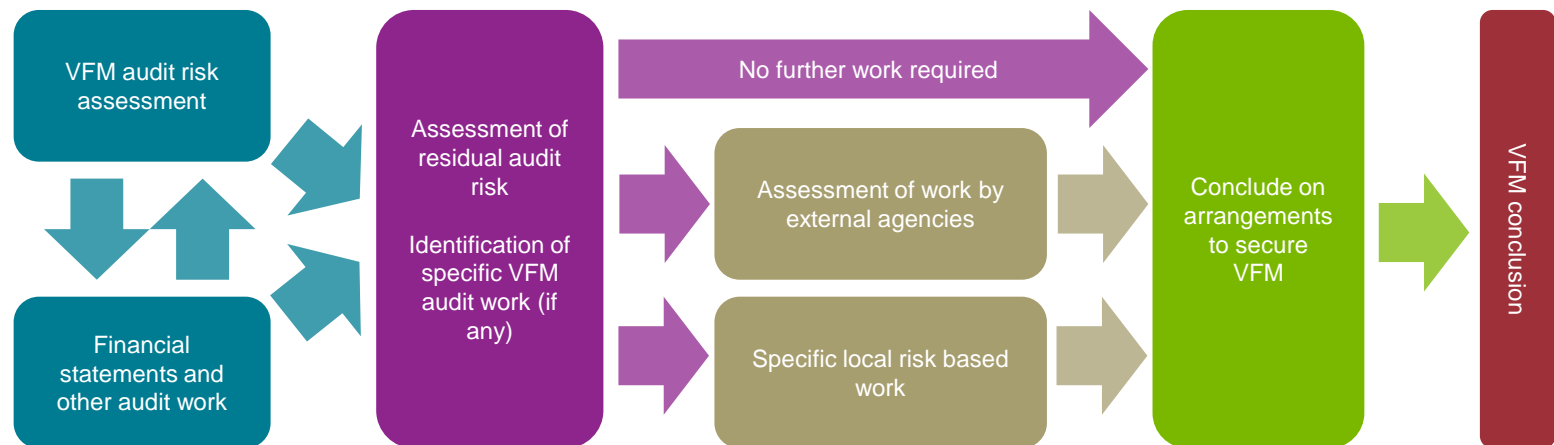 VFM audit risk
assessment
Financial
statements and
other audit work
Assessment of
residual audit
risk
Identification of
specific VFM
audit work (if
any)
No further work required
Assessment of work by
external agencies
Specific local risk based
work
Conclude on
arrangements
to secure
VFM
VFM conclusion